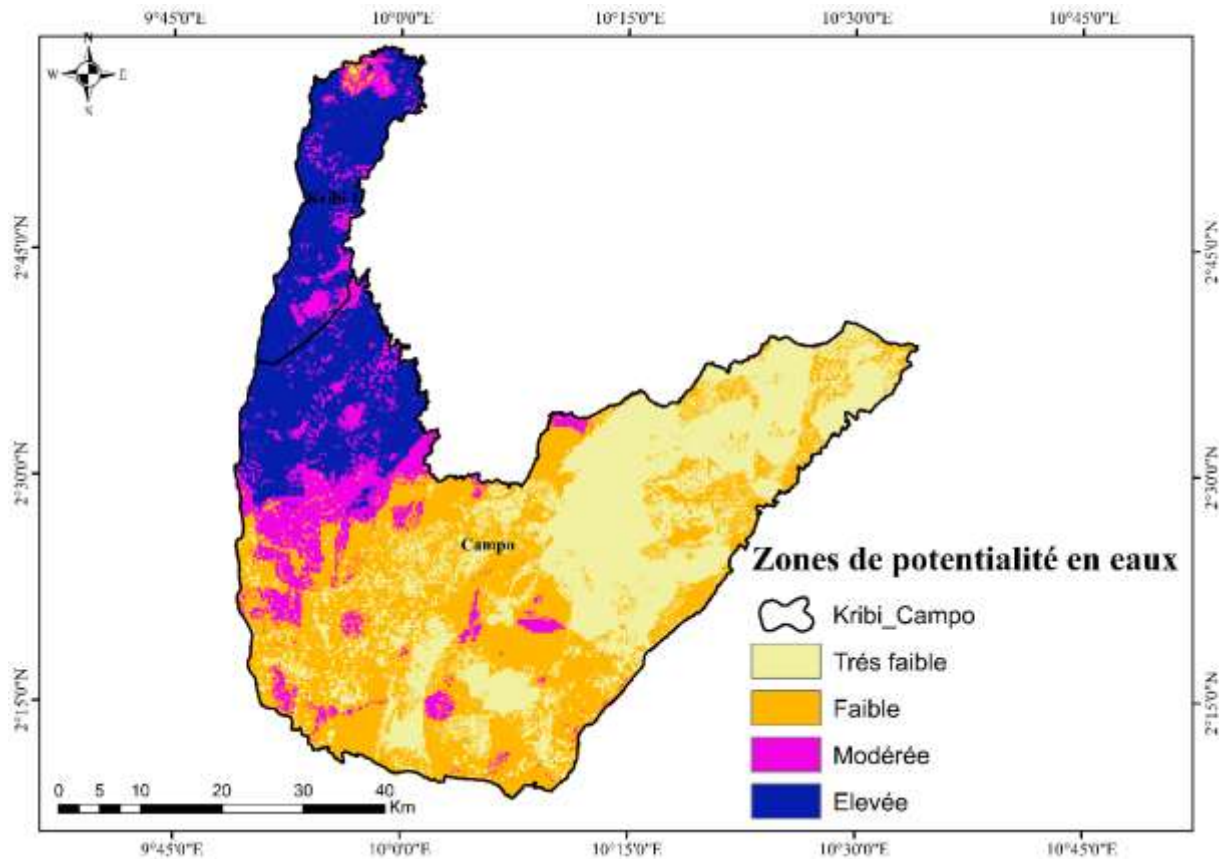 9°45'0"E 10°0'0"E 10°15'0"E 10°30'0"E 10°45'0"E
N
W E
S
2°45'0"N 2°45'0"N
2°30'0"N 2°30'0"N
Campo
Zones de potentialité en eaux
Kribi_Campo
Trés faible
Faible
2°15'0"N 2°15'0"N
Modérée
Elevée
0 5 10 20 30 40
Km
9°45'0"E 10°0'0"E 10°15'0"E 10°30'0"E 10°45'0"E